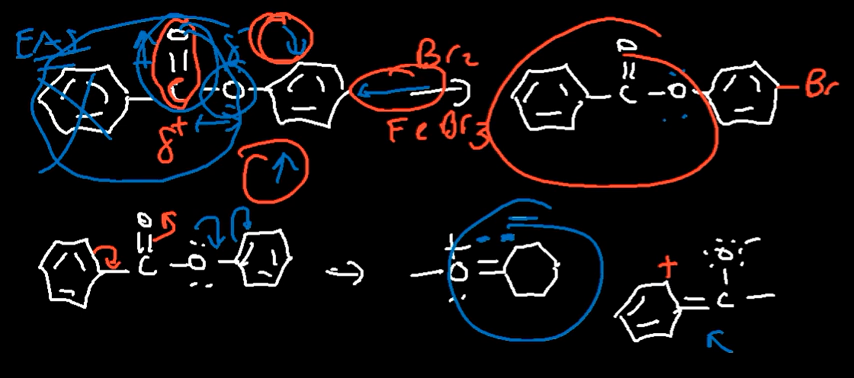 EAS
O δ- O
C O Br2 C O Br
δ+ FeBr3
O O
C O + O + C